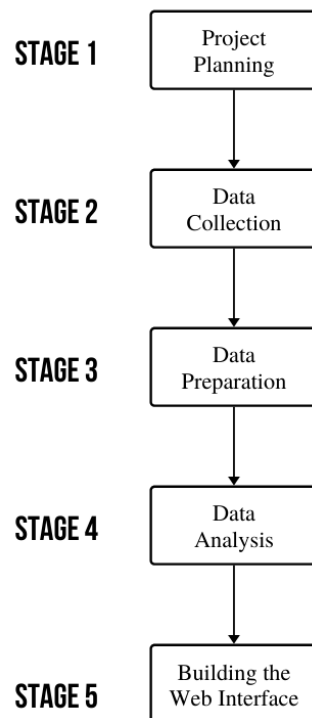 STAGE 1
Project
Planning
STAGE 2
Data
Collection
STAGE 3
Data
Preparation
STAGE 4
Data
Analysis
STAGE 5
Building the
Web Interface